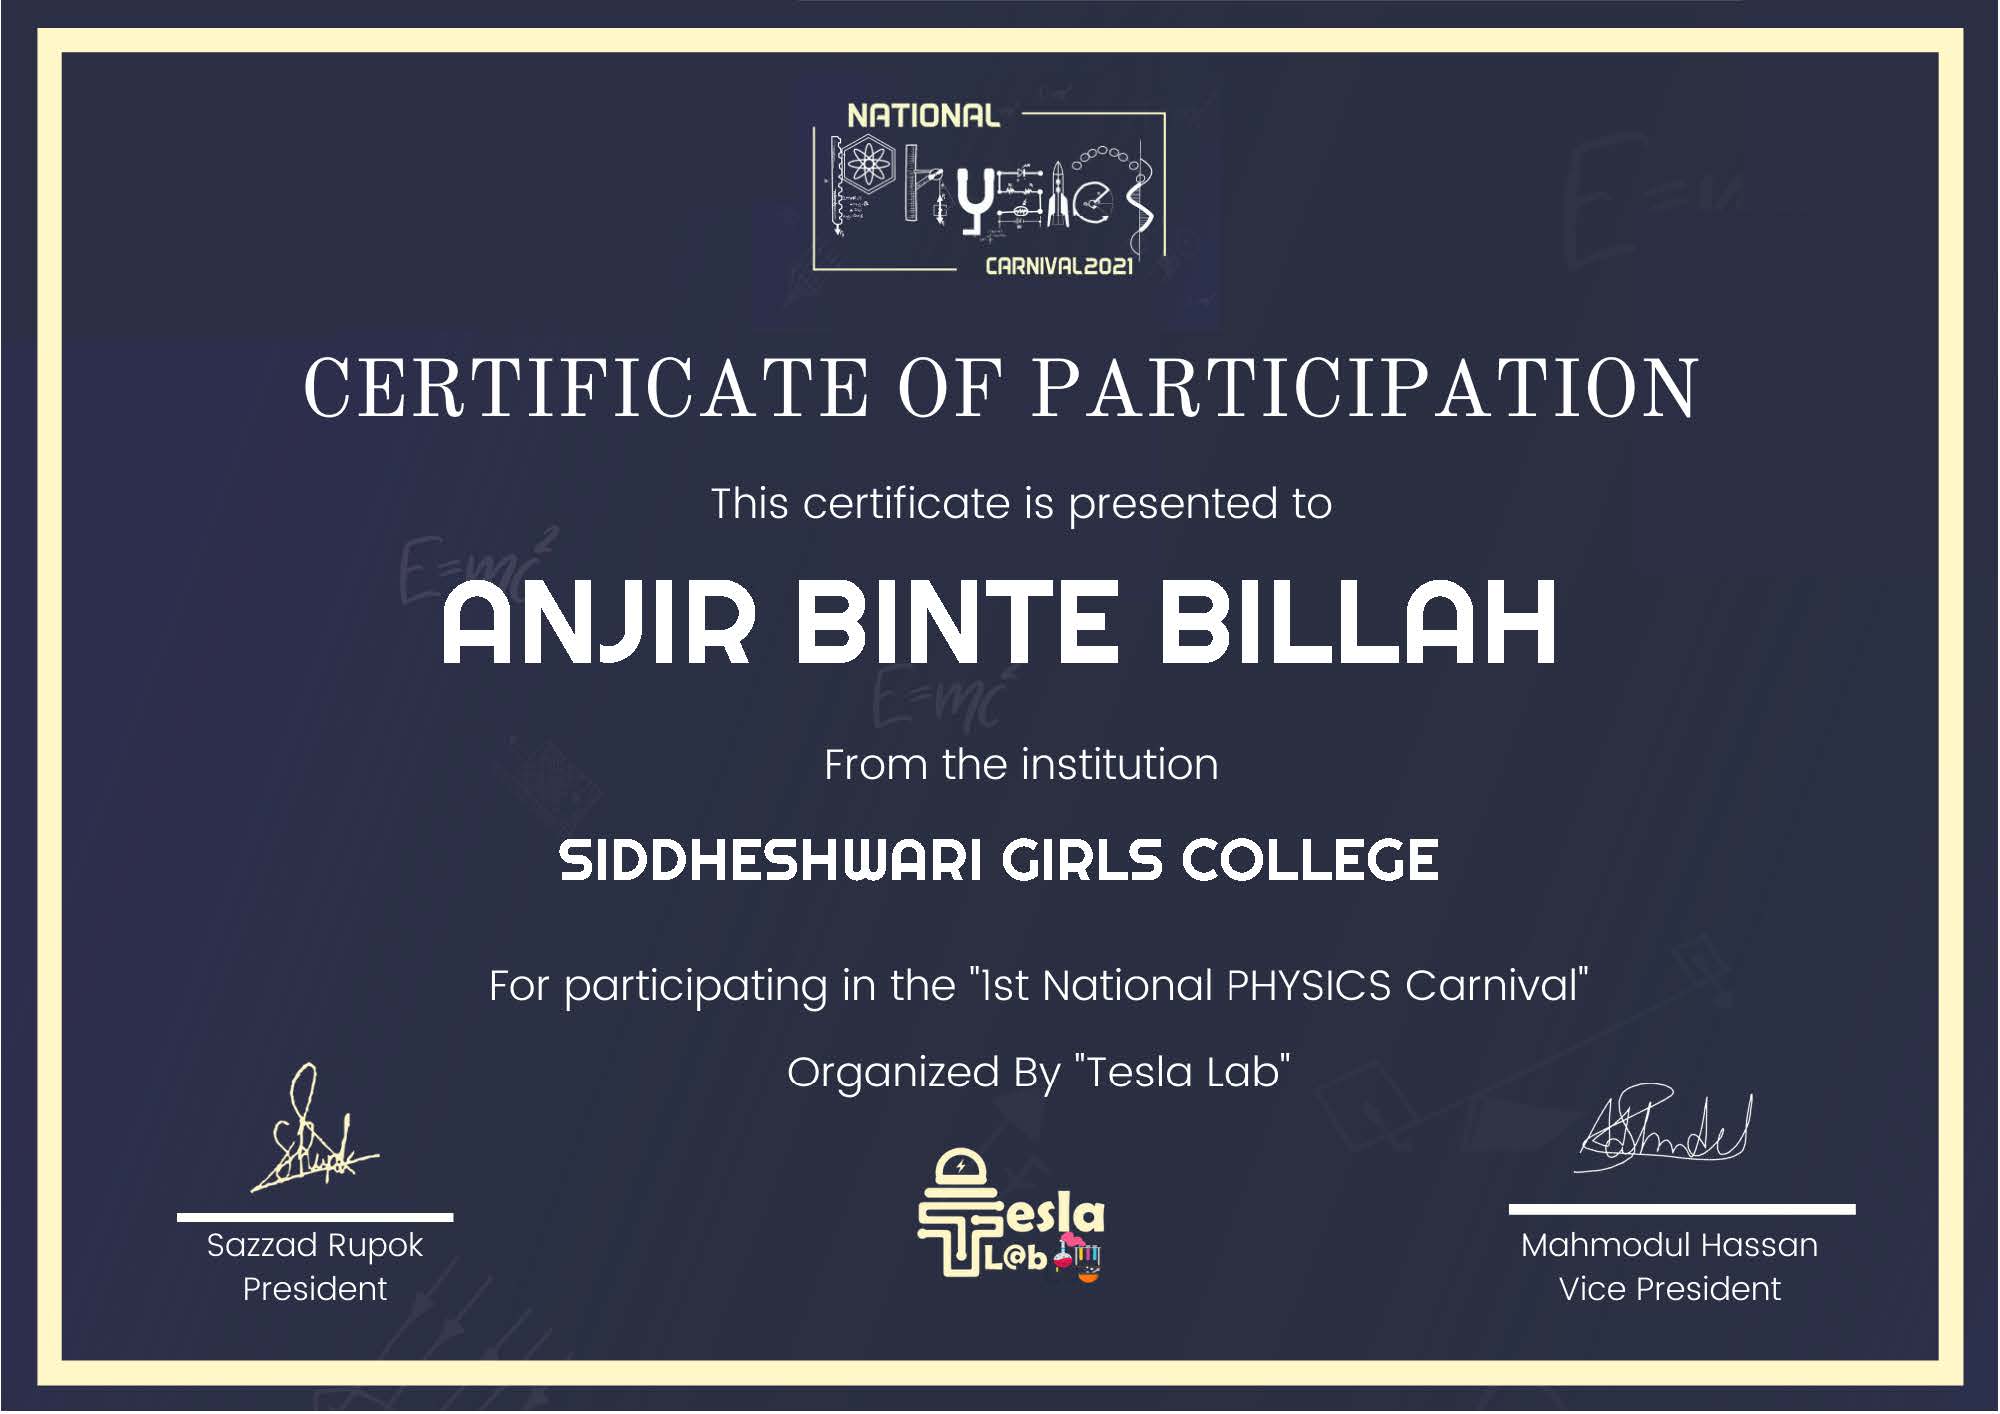 NATIONAL
Physics
CARNIVAL2021
CERTIFICATE OF PARTICIPATION
This certificate is presented to
E=mc²
ANJIR BINTE BILLAH
E=mc²
From the institution
SIDDHESHWARI GIRLS COLLEGE
For participating in the "1st National PHYSICS Carnival"
Organized By "Tesla Lab"
Tesla
L@b
Sazzad Rupok
President
Mahmodul Hassan
Vice President